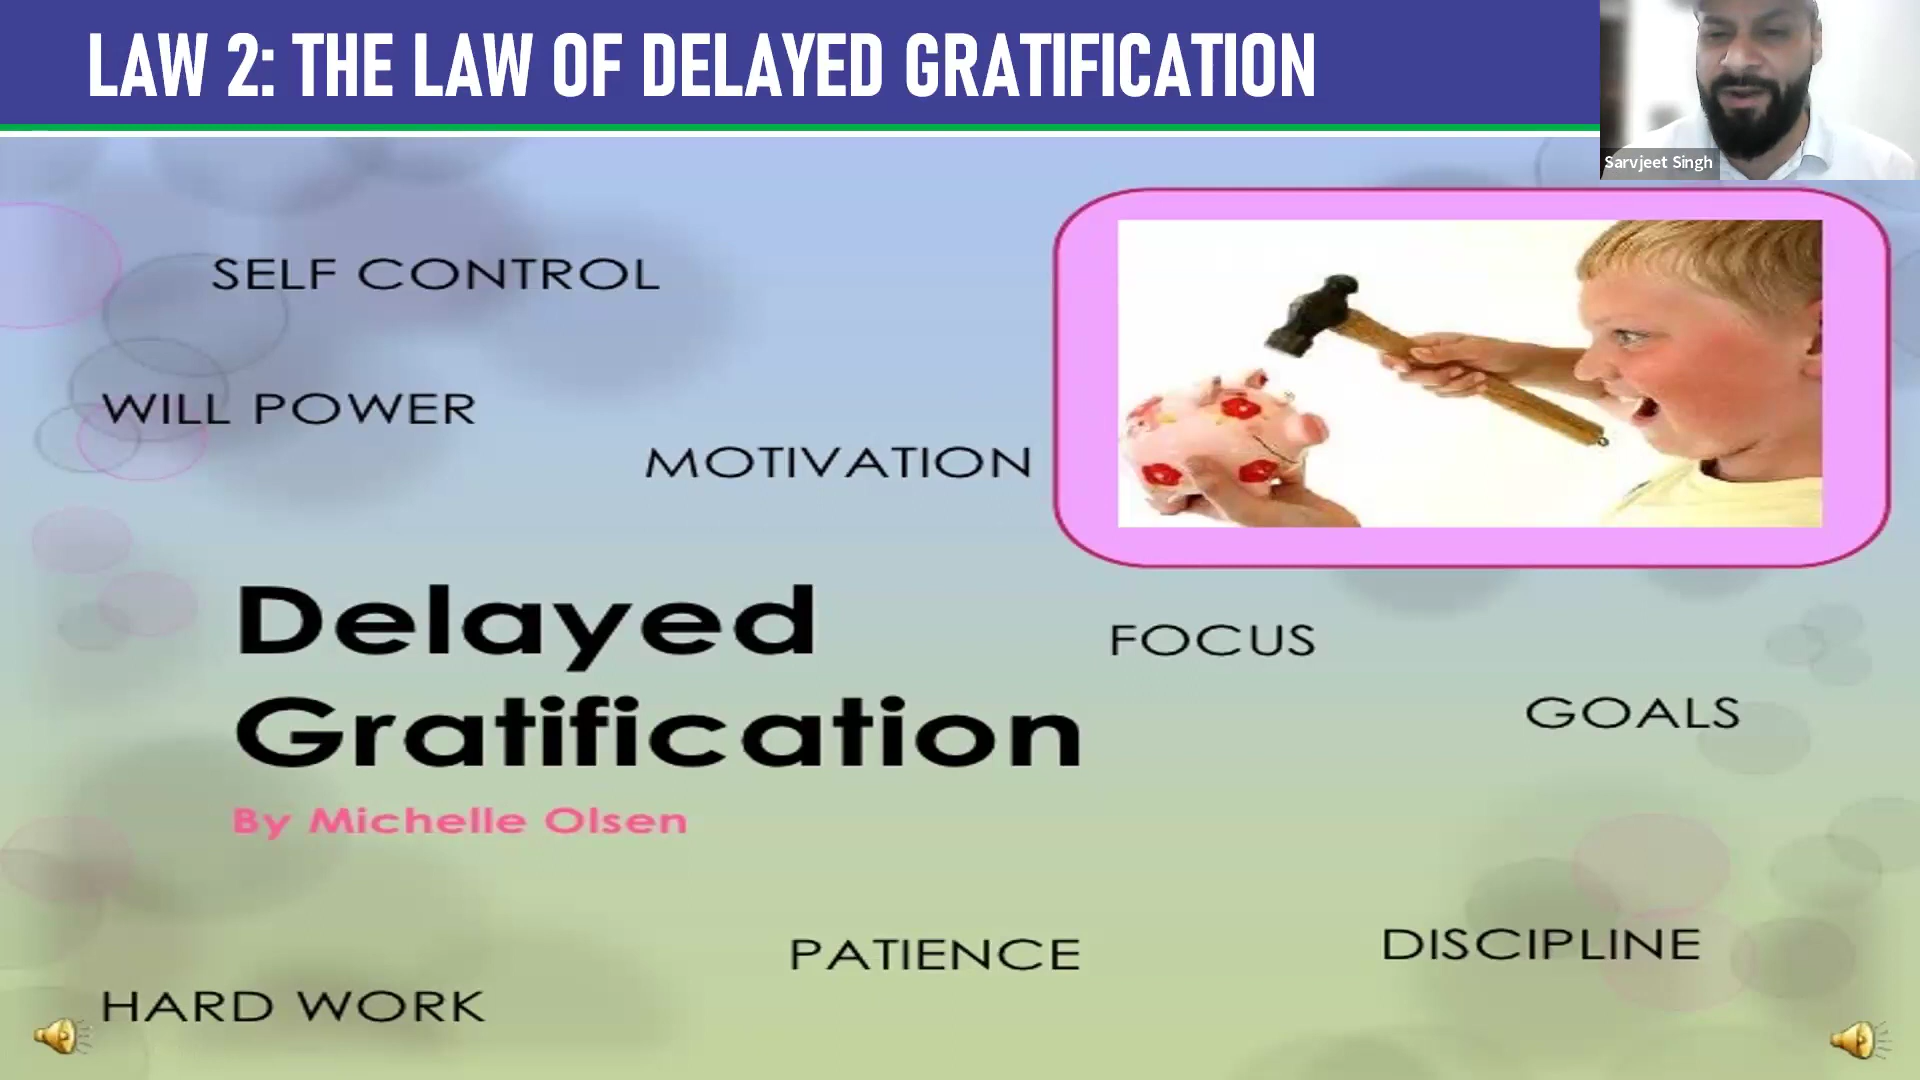 LAW 2: THE LAW OF DELAYED GRATIFICATION
Sarvjeet Singh
SELF CONTROL
WILL POWER
MOTIVATION
Delayed
Gratification
By Michelle Olsen
FOCUS
GOALS
PATIENCE
DISCIPLINE
HARD WORK